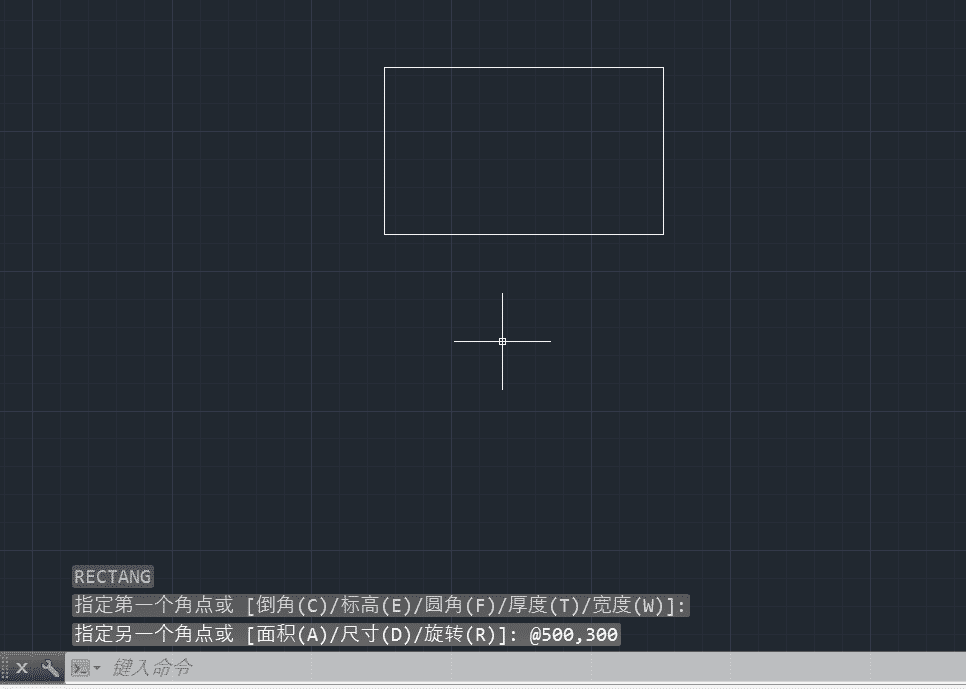 RECTANG
指定第一个角点或 [倒角(C)/标高(E)/圆角(F)/厚度(T)/宽度(W)]:
指定另一个角点或 [面积(A)/尺寸(D)/旋转(R)]: @500,300
键入命令